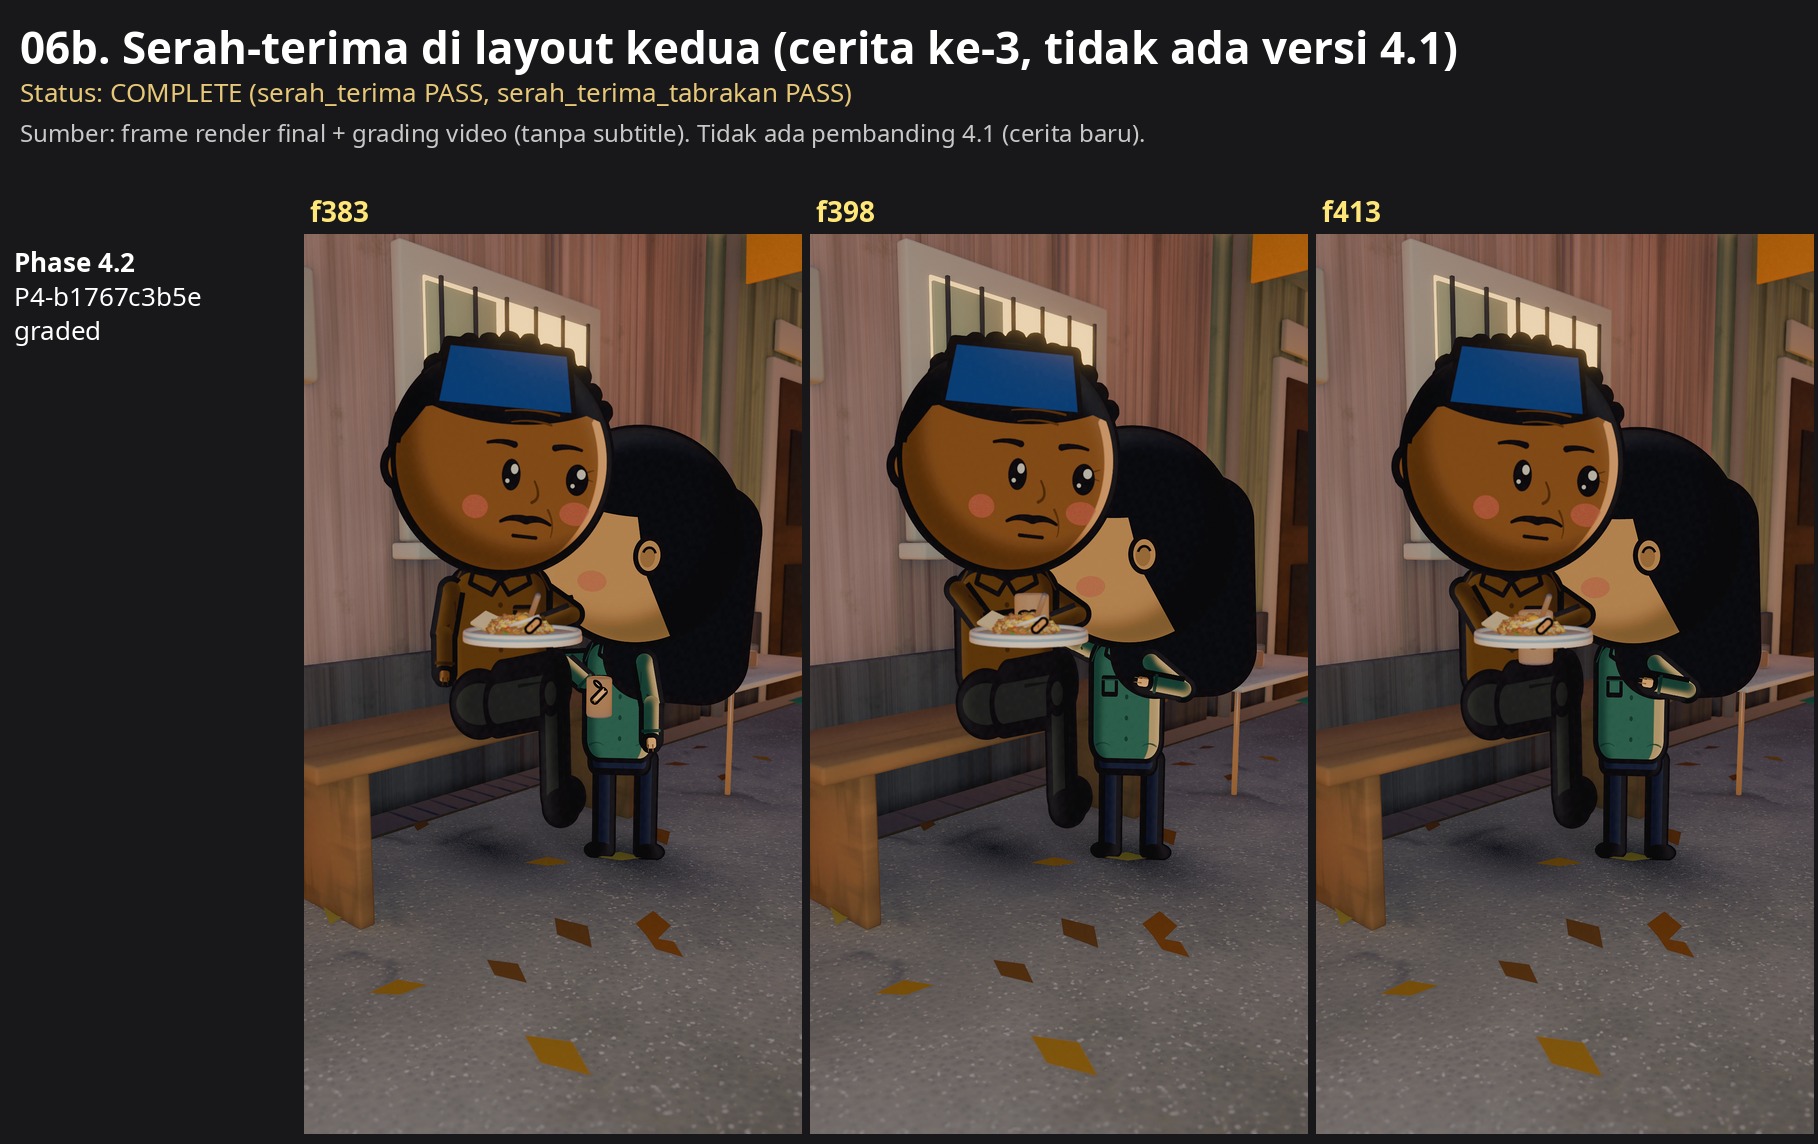 06b. Serah-terima di layout kedua (cerita ke-3, tidak ada versi 4.1)
Status: COMPLETE (serah_terima PASS, serah_terima_tabrakan PASS)
Sumber: frame render final + grading video (tanpa subtitle). Tidak ada pembanding 4.1 (cerita baru).
f383
f398
f413
Phase 4.2
P4-b1767c3b5e
graded